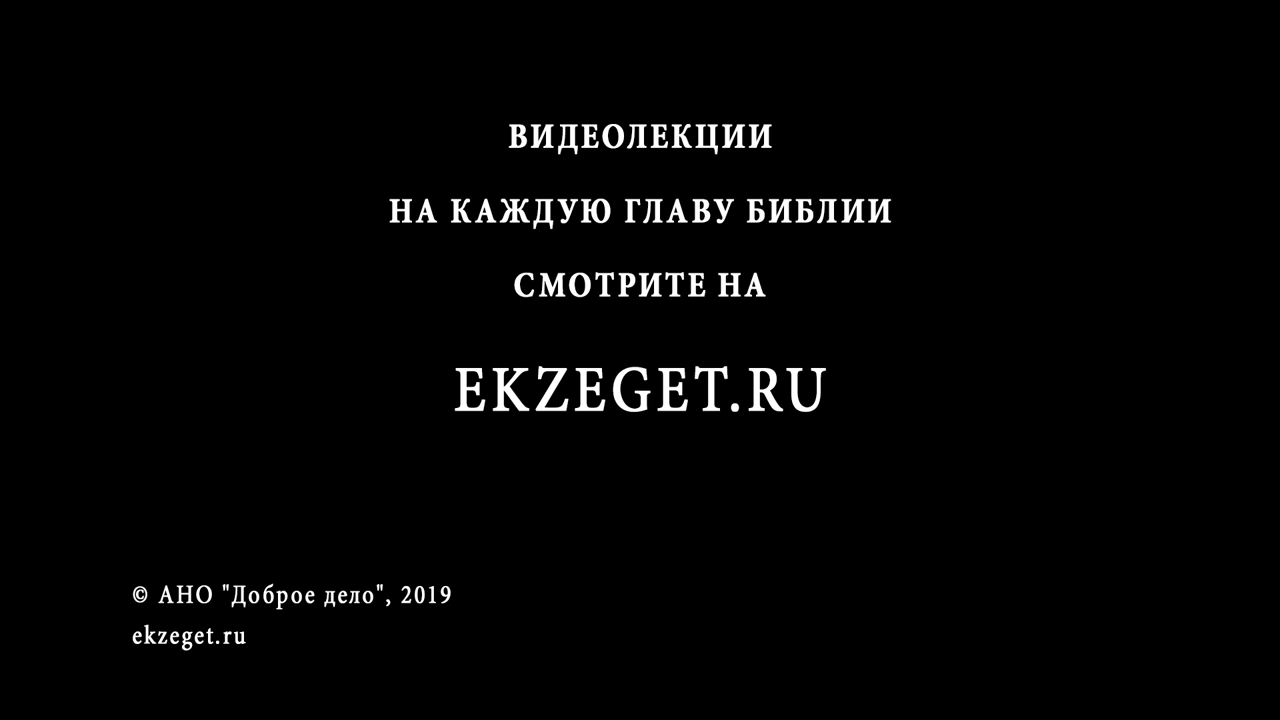 ВИДЕОЛЕКЦИИ
НА КАЖДУЮ ГЛАВУ БИБЛИИ
СМОТРИТЕ НА
EKZEGET.RU
© АНО "Доброе дело", 2019
ekzeget.ru